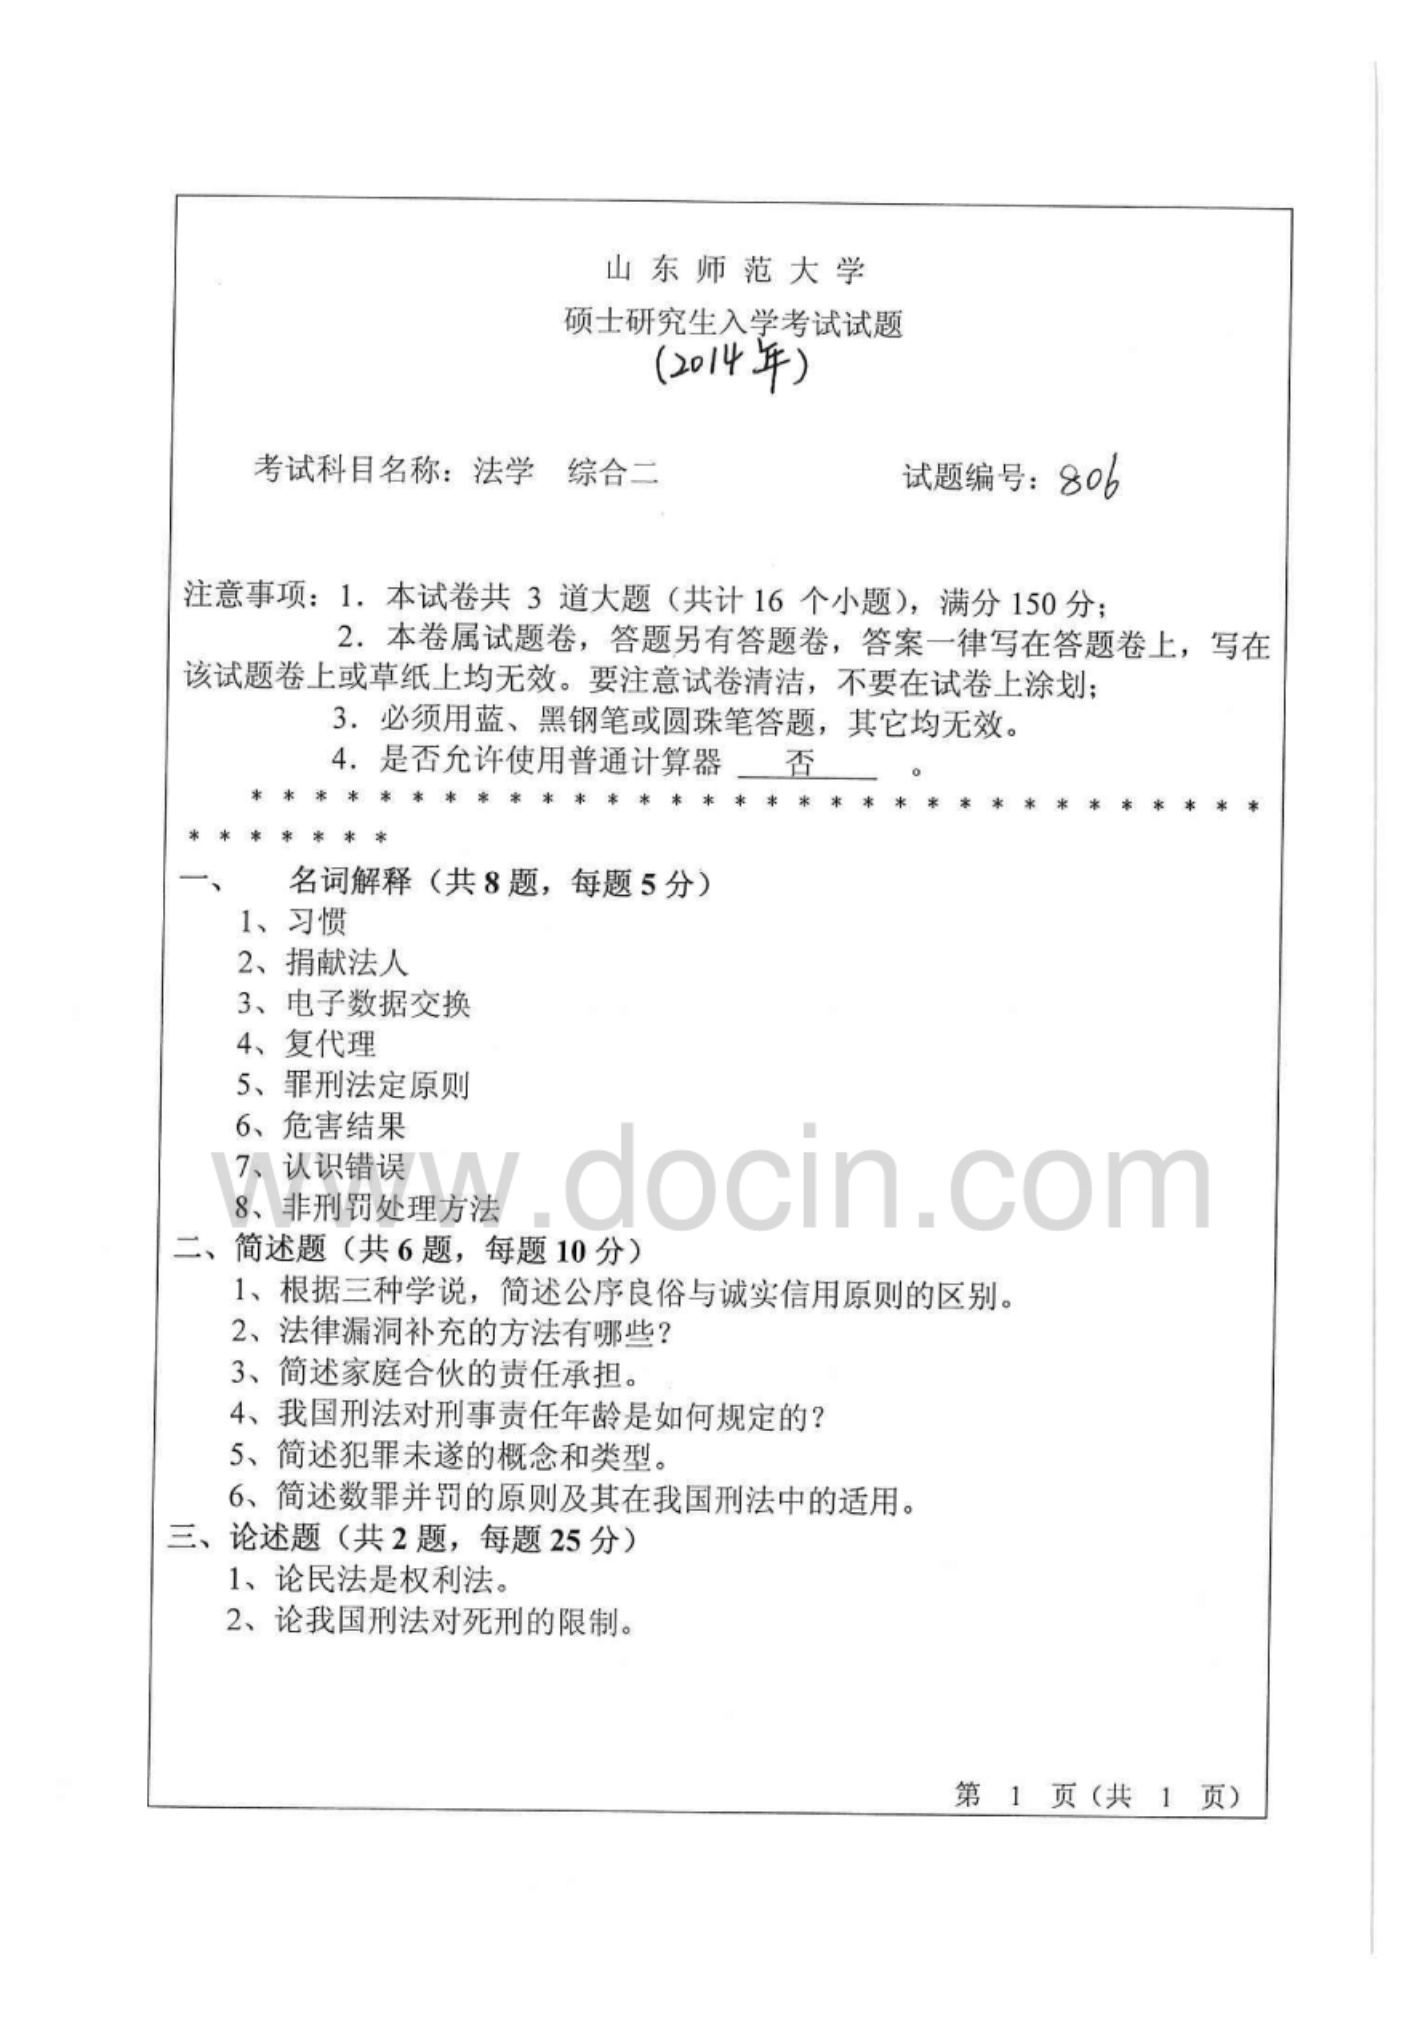 山东师范大学
硕士研究生入学考试试题
(2014年)
考试科目名称：法学 综合二 试题编号：806
注意事项：1．本试卷共 3 道大题（共计16 个小题），满分150分；
2．本卷属试题卷，答题另有答题卷，答案一律写在答题卷上，写在
该试题卷上或草纸上均无效。要注意试卷清洁，不要在试卷上涂划；
3．必须用蓝、黑钢笔或圆珠笔答题，其它均无效。
4．是否允许使用普通计算器 否 。
* * * * * * * * * * * * * * * * * * * * * * * * * * * * * * * *
* * * * * * *
一、 名词解释（共8题，每题5分）
1、习惯
2、捐献法人
3、电子数据交换
4、复代理
5、罪刑法定原则
6、危害结果
7、认识错误
8、非刑罚处理方法
www.docin.com
二、简述题（共6题，每题10分）
1、根据三种学说，简述公序良俗与诚实信用原则的区别。
2、法律漏洞补充的方法有哪些？
3、简述家庭合伙的责任承担。
4、我国刑法对刑事责任年龄是如何规定的？
5、简述犯罪未遂的概念和类型。
6、简述数罪并罚的原则及其在我国刑法中的适用。
三、论述题（共2题，每题25分）
1、论民法是权利法。
2、论我国刑法对死刑的限制。
第 1 页（共 1 页）